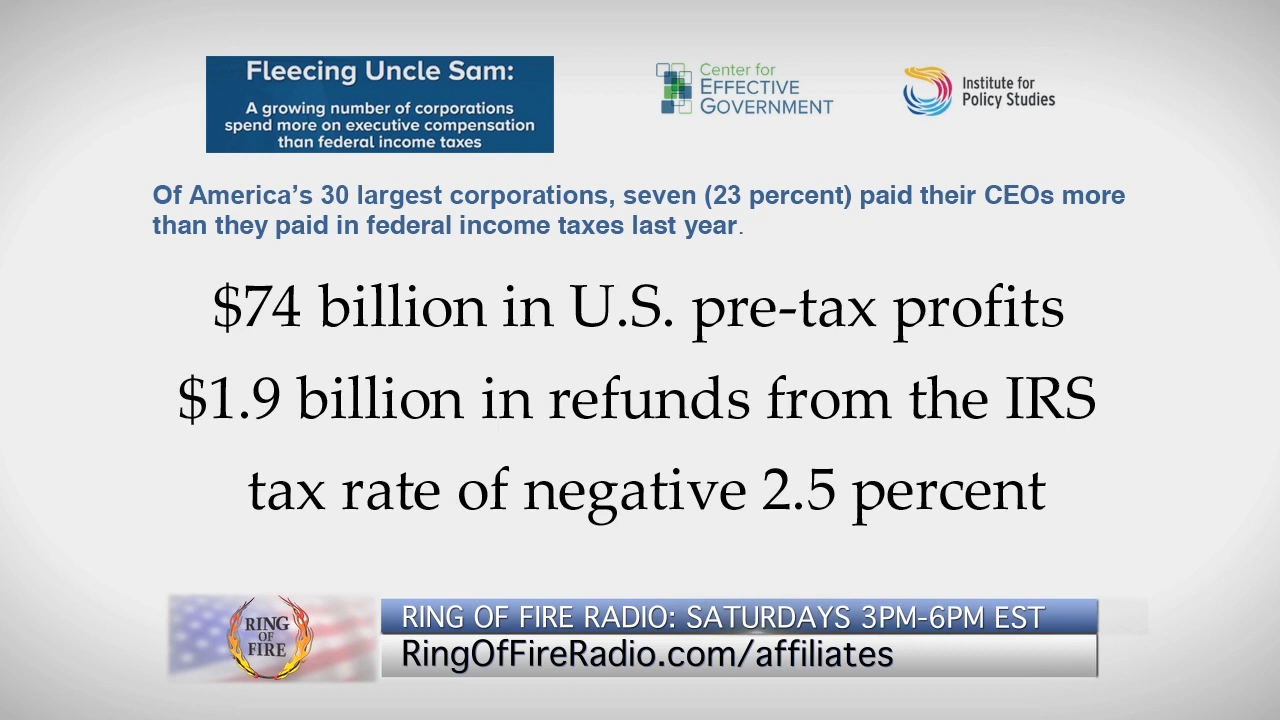 Fleecing Uncle Sam:
A growing number of corporations
spend more on executive compensation
than federal income taxes
Center for
EFFECTIVE
GOVERNMENT
Institute for
Policy Studies
Of America’s 30 largest corporations, seven (23 percent) paid their CEOs more
than they paid in federal income taxes last year.
$74 billion in U.S. pre-tax profits
$1.9 billion in refunds from the IRS
tax rate of negative 2.5 percent
RING
OF
FIRE
RING OF FIRE RADIO: SATURDAYS 3PM-6PM EST
RingOfFireRadio.com/affiliates